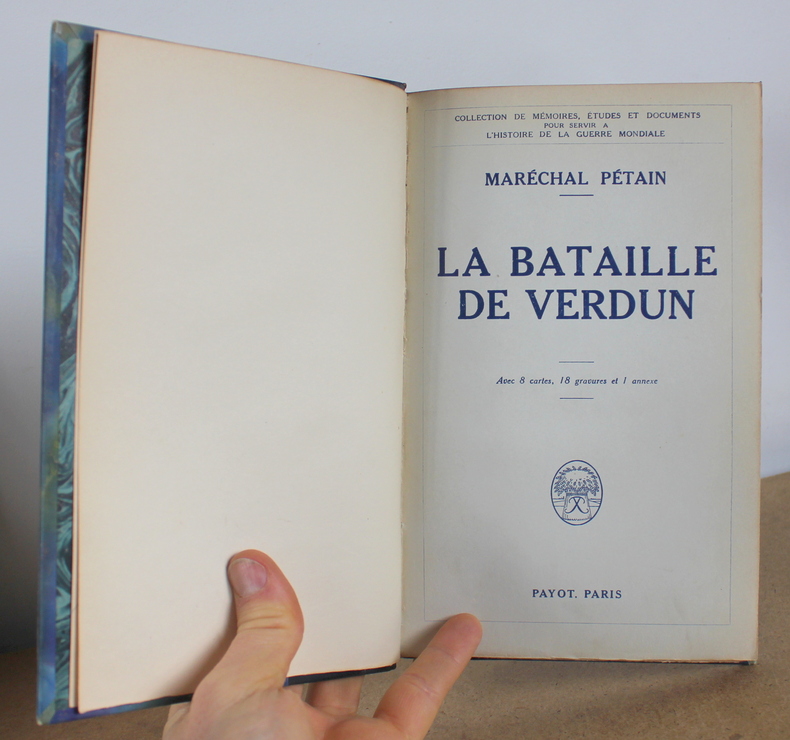 COLLECTION DE MÉMOIRES, ÉTUDES ET DOCUMENTS
POUR SERVIR A
L'HISTOIRE DE LA GUERRE MONDIALE
MARÉCHAL PÉTAIN
LA BATAILLE
DE VERDUN
Avec 8 cartes, 18 gravures et 1 annexe
PAYOT. PARIS